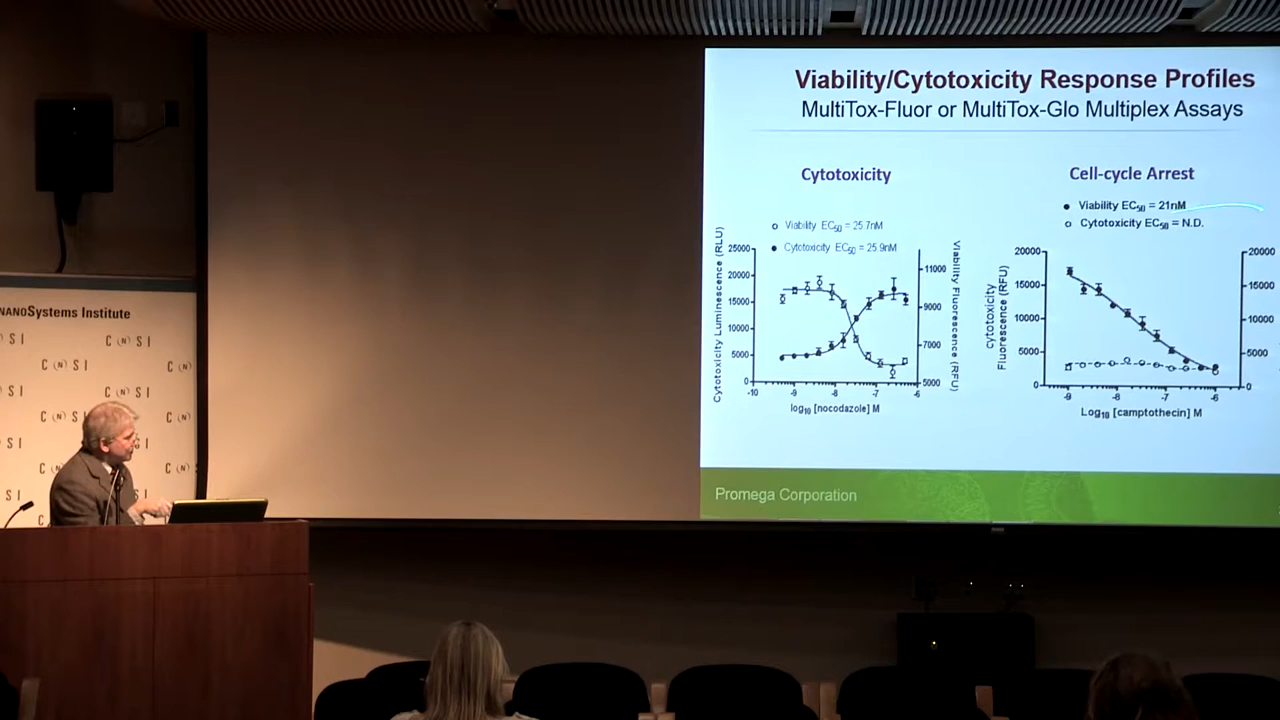 NANOSystems Institute
S I
C (N) S I
C (N) S I
C (N)
S I
C (N) S I
C (N) S I
C (N)
S I
C (N)
S I
Viability/Cytotoxicity Response Profiles
MultiTox-Fluor or MultiTox-Glo Multiplex Assays
Cytotoxicity
Viability EC50 = 25.7nM
Cytotoxicity EC50 = 25.9nM
Cytotoxicity Luminescence (RLU)
25000
20000
15000
10000
5000
0
Viability Fluorescence (RFU)
11000
9000
7000
5000
-10
-9
-8
-7
-6
log10 [nocodazole] M
Cell-cycle Arrest
Viability EC50 = 21nM
Cytotoxicity EC50 = N.D.
cytotoxicity
Fluorescence (RFU)
20000
15000
10000
5000
0
20000
15000
10000
5000
0
-9
-8
-7
-6
Log10 [camptothecin] M
Promega Corporation